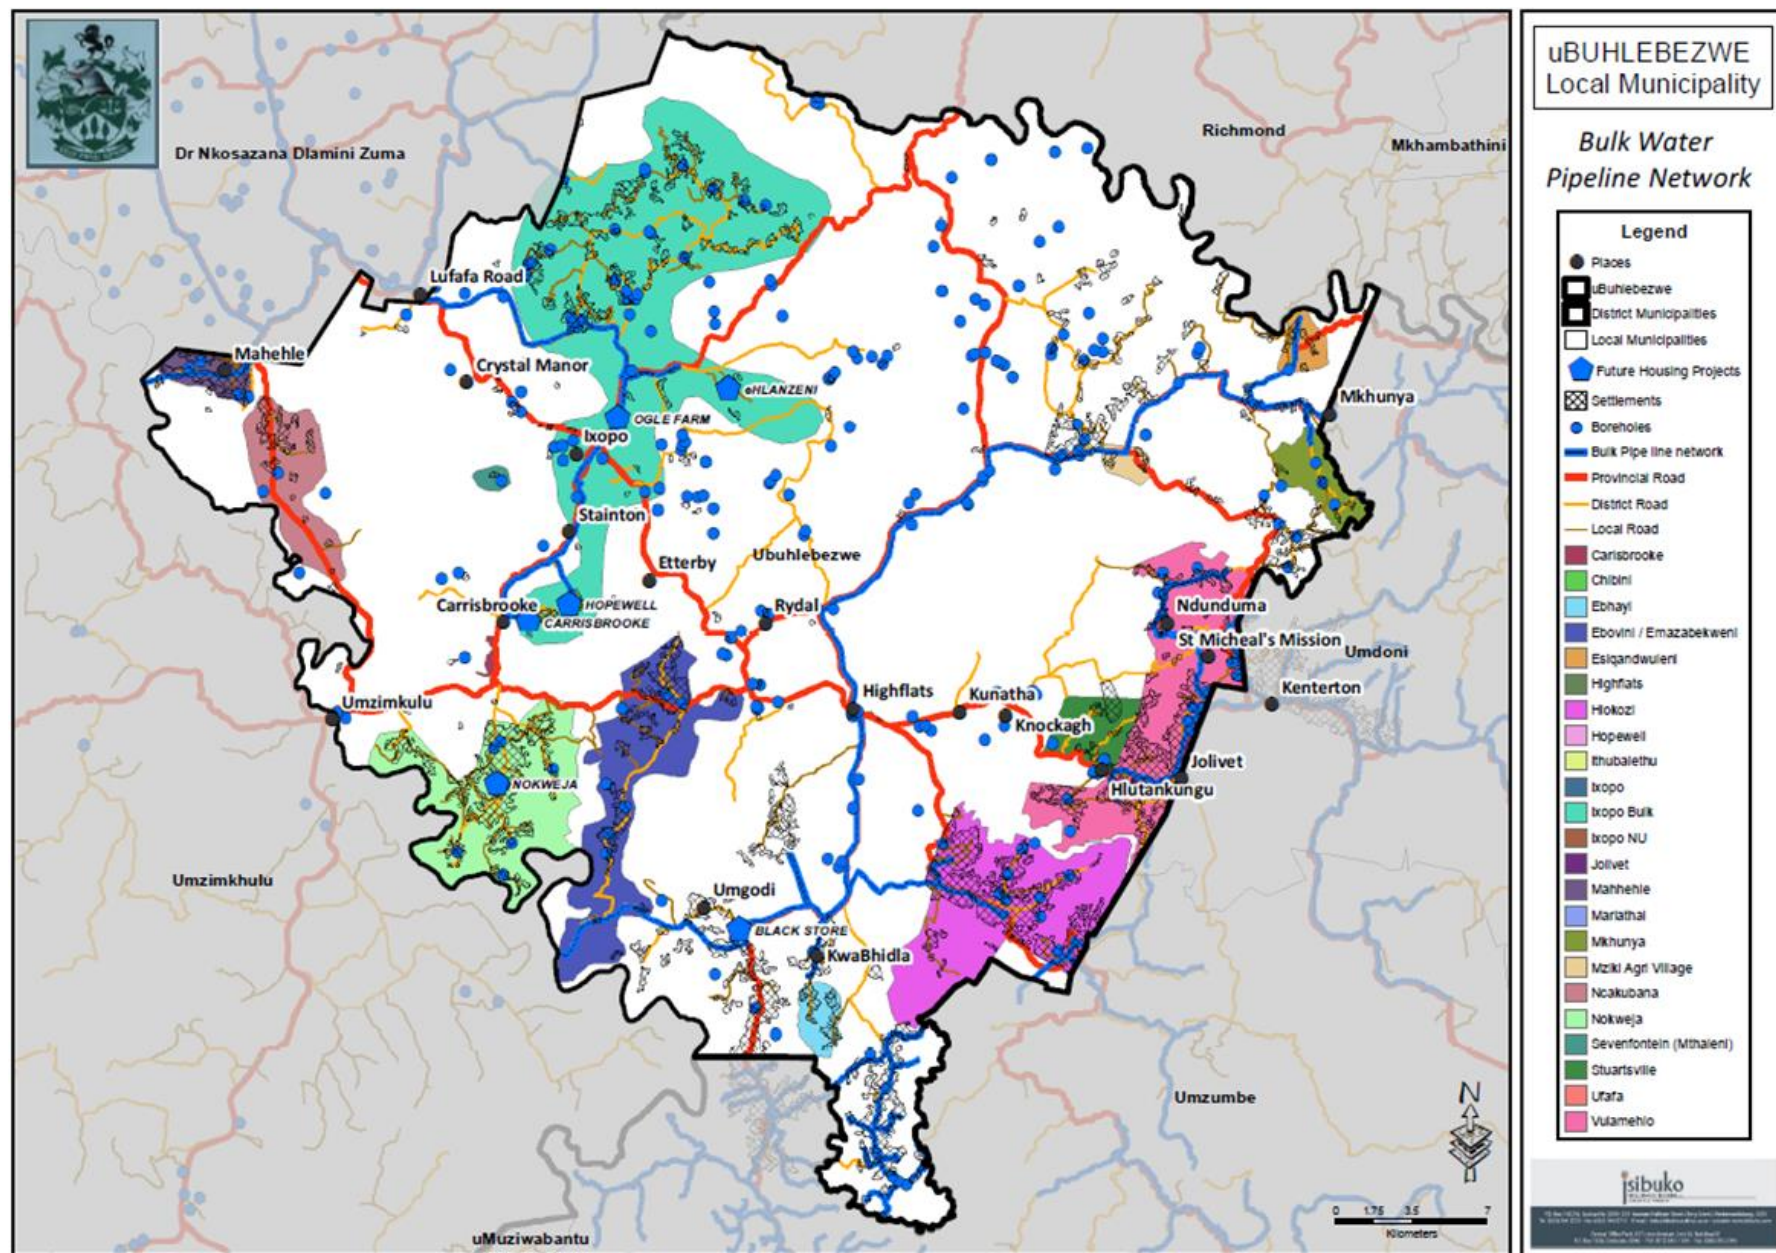 uBUHLEBEZWE
Local Municipality
Bulk Water
Pipeline Network
Legend
Places
uBuhlebezwe
District Municipalities
Local Municipalities
Future Housing Projects
Settlements
Boreholes
Bulk Pipe line network
Provincial Road
District Road
Local Road
Carisbrooke
Chibini
Ebhayi
Ebovini / Emazabekweni
Esiqandwuleni
Highflats
Hlokozi
Hopewell
Ithubalethu
Ixopo
Ixopo Bulk
Ixopo NU
Jolivet
Mahhehle
Mariathal
Mkhunya
Mziki Agri Village
Ncakubana
Nokweja
Sevenfontein (Mthaleni)
Stuartsville
Ufafa
Vulamehlo
Richmond
Mkhambathini
Dr Nkosazana Dlamini Zuma
Lufafa Road
Mahehle
Crystal Manor
eHLANZENI
OGLE FARM
Mkhunya
Ixopo
Stainton
Etterby
Ubuhlebezwe
Carrisbrooke
HOPEWELL
CARRISBROOKE
Rydal
Ndunduma
St Micheal's Mission
Umdoni
Umzimkulu
Highflats
Kunatha
Kenterton
Knockagh
NOKWEJA
Jolivet
Hlutankungu
Umzimkhulu
Umgodi
BLACK STORE
KwaBhidla
Umzumbe
uMuziwabantu
N
0 1.75 3.5 7
Kilometers
isibuko